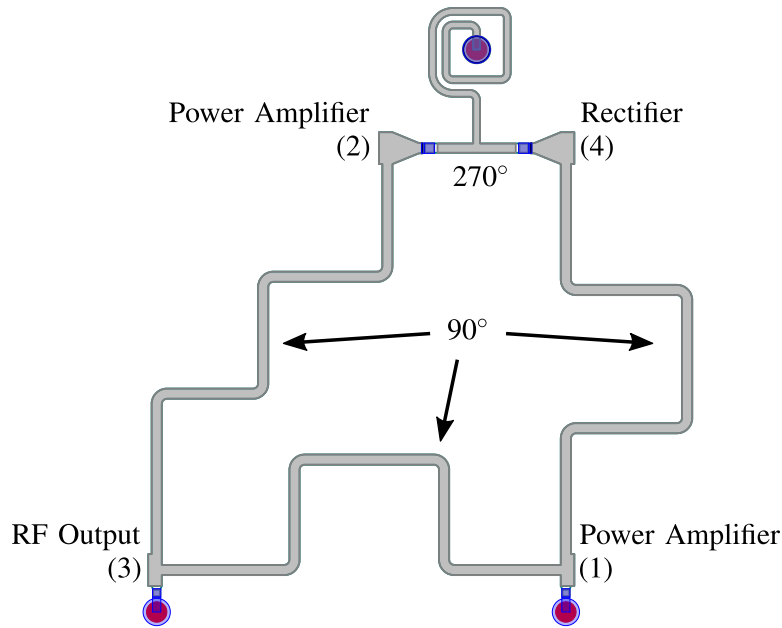 Power Amplifier
(2)
Rectifier
(4)
270°
90°
RF Output
(3)
Power Amplifier
(1)